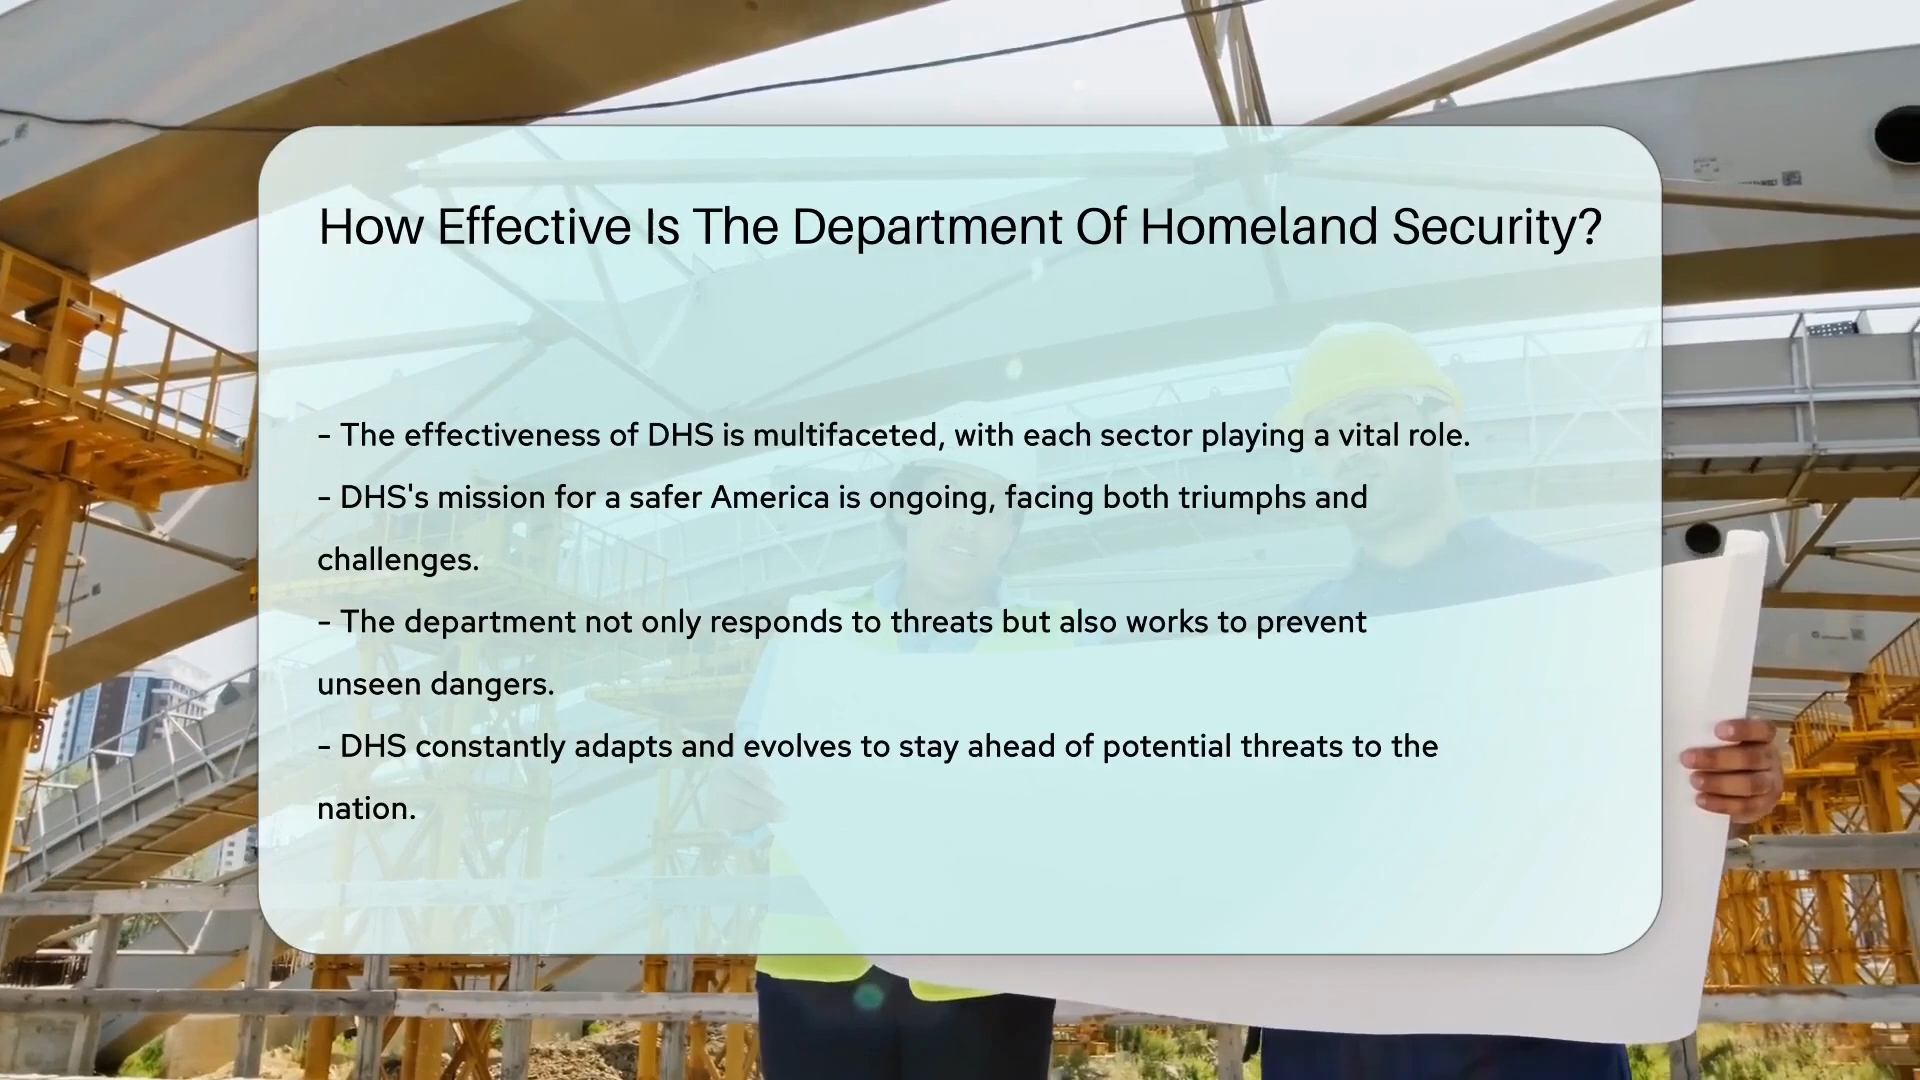 How Effective Is The Department Of Homeland Security?
– The effectiveness of DHS is multifaceted, with each sector playing a vital role.
– DHS's mission for a safer America is ongoing, facing both triumphs and
challenges.
– The department not only responds to threats but also works to prevent
unseen dangers.
– DHS constantly adapts and evolves to stay ahead of potential threats to the
nation.